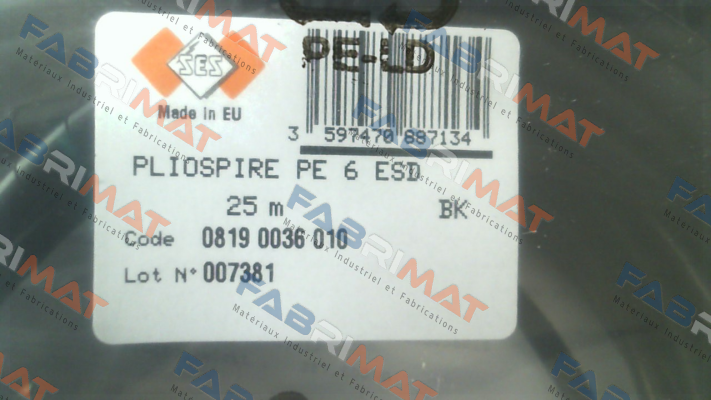 PE-LD
SES
Made in EU
3 597470 897134
PLIOSPIRE PE 6 ESD
25 m BK
Code 0819 0036 010
Lot N° 007381
FABRIMAT
Matériaux Industriel et Fabrications